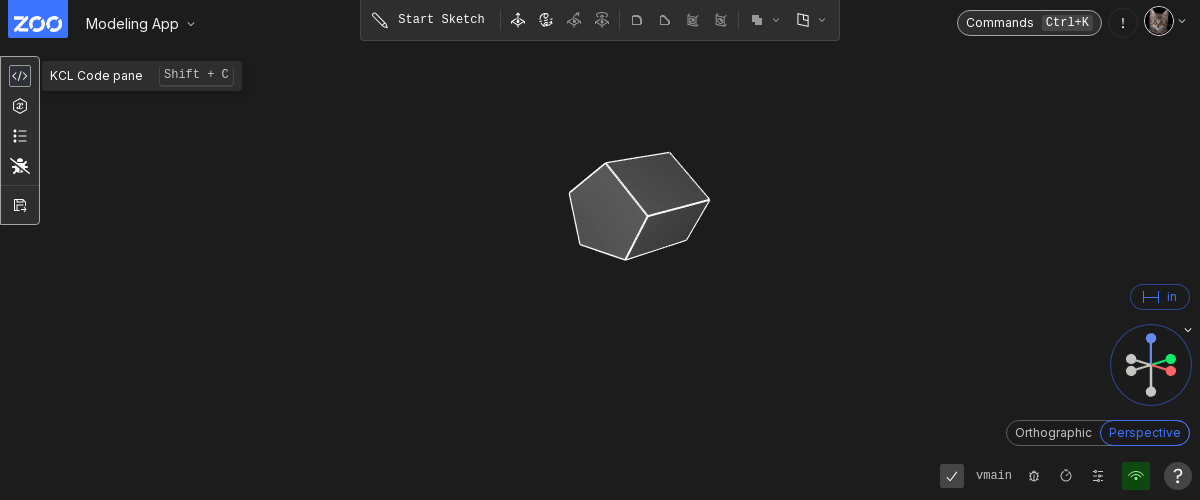 ZOO
Modeling App
Start Sketch
Commands Ctrl+K
!
KCL Code pane Shift + C
in
Orthographic
Perspective
vmain
?